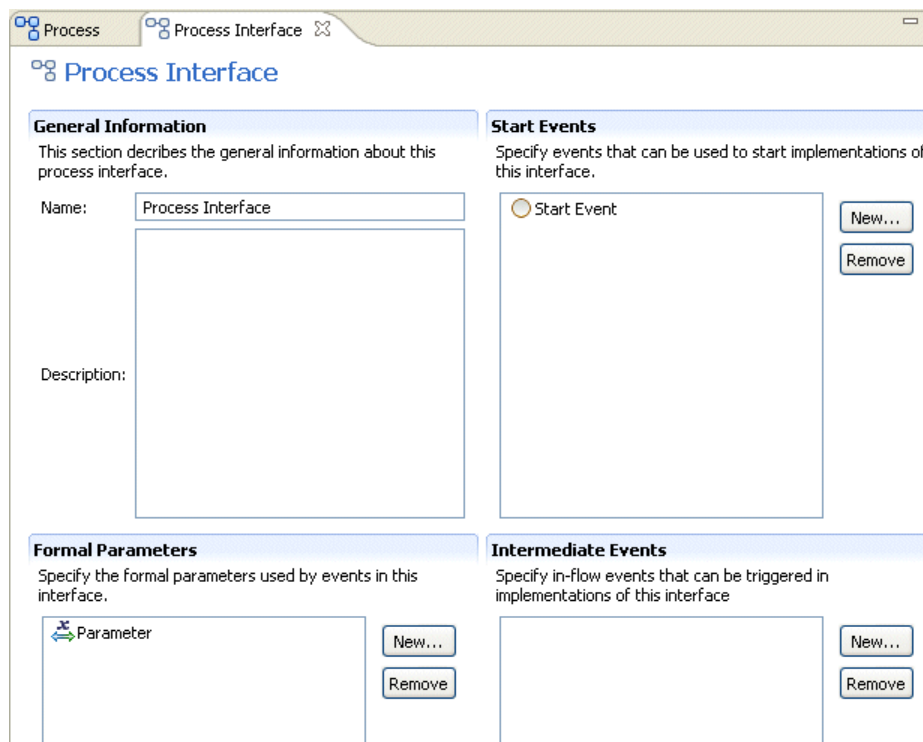 Process
Process Interface
Process Interface
General Information
This section decribes the general information about this
process interface.
Name:
Process Interface
Description:
Start Events
Specify events that can be used to start implementations of
this interface.
Start Event
New...
Remove
Formal Parameters
Specify the formal parameters used by events in this
interface.
Parameter
New...
Remove
Intermediate Events
Specify in-flow events that can be triggered in
implementations of this interface
New...
Remove